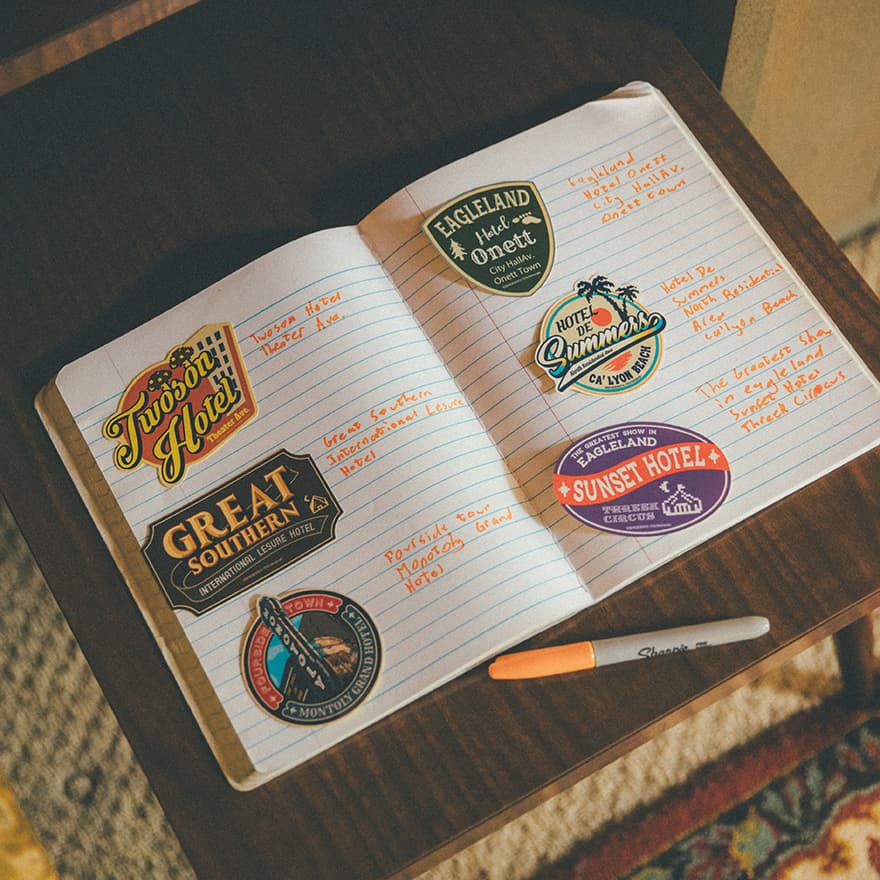 Twoson
Hotel
Theater Ave.
Twoson Hotel
Theater Ave.
GREAT
SOUTHERN
INTERNATIONAL LESURE HOTEL
Great Southern
International Lesure
Hotel
FOURSIDE TOWN
MONOTOLY
MONTOLY GRAND HOTEL
Fourside tour
Monotoly Grand
Hotel
EAGLELAND
Hotel
Onett
City HallAv.
Onett Town
Eagleland
Hotel Onett
City HallAv.
Onett town
HOTEL
DE
Summers
North Residential Area
CA'LYON BEACH
Hotel De
Summers
North Residential
Area
Ca'lyon Beach
THE GREATEST SHOW IN
EAGLELAND
SUNSET HOTEL
THREEK
CIRCUS
The Greatest Show
in eagleland
Sunset Hotel
Threek Circus
Sharpie